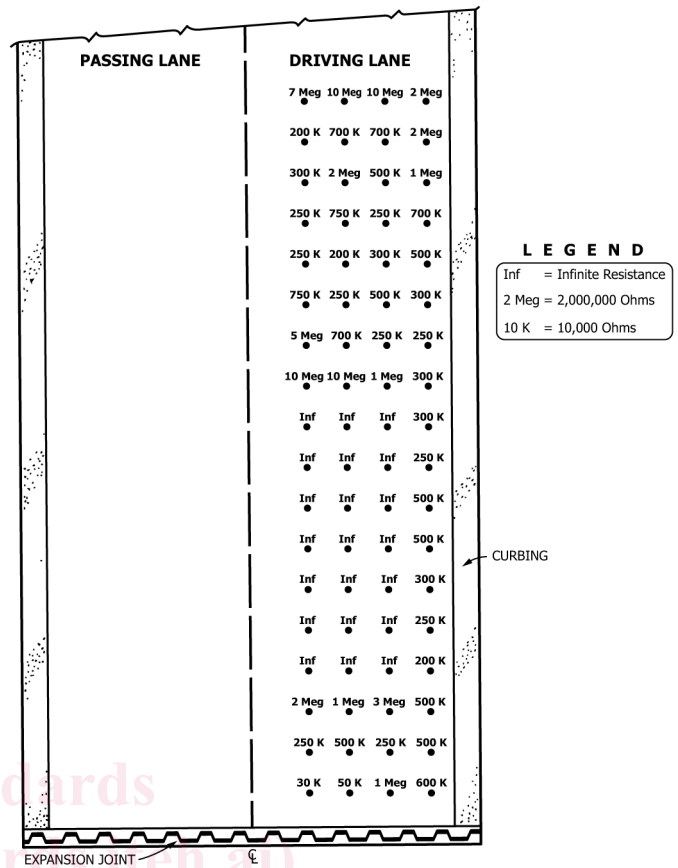 PASSING LANE DRIVING LANE
7 Meg 10 Meg 10 Meg 2 Meg
200 K 700 K 700 K 2 Meg
300 K 2 Meg 500 K 1 Meg
250 K 750 K 250 K 700 K
250 K 200 K 300 K 500 K
750 K 250 K 500 K 300 K
5 Meg 700 K 250 K 250 K
10 Meg 10 Meg 1 Meg 300 K
Inf Inf Inf 300 K
Inf Inf Inf 250 K
Inf Inf Inf 500 K
Inf Inf Inf 500 K
Inf Inf Inf 300 K
Inf Inf Inf 250 K
Inf Inf Inf 200 K
2 Meg 1 Meg 3 Meg 500 K
250 K 500 K 250 K 500 K
30 K 50 K 1 Meg 600 K
LEGEND
Inf = Infinite Resistance
2 Meg = 2,000,000 Ohms
10 K = 10,000 Ohms
CURBING
EXPANSION JOINT
℄
dards